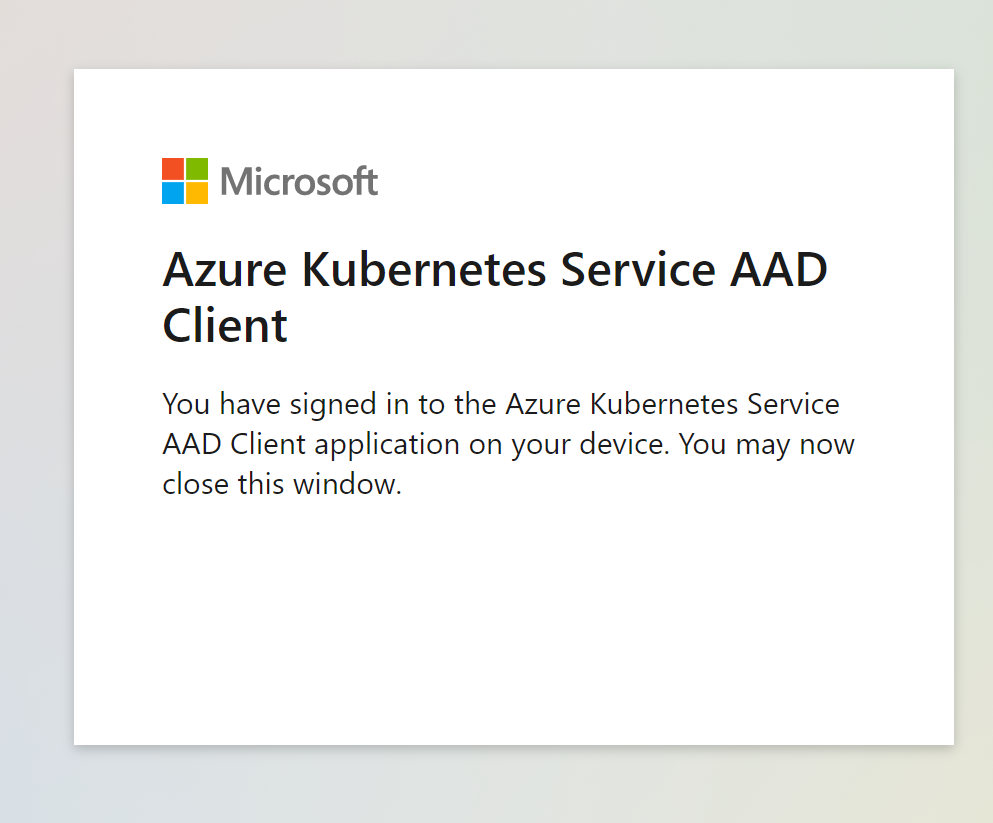 Microsoft
Azure Kubernetes Service AAD
Client
You have signed in to the Azure Kubernetes Service
AAD Client application on your device. You may now
close this window.